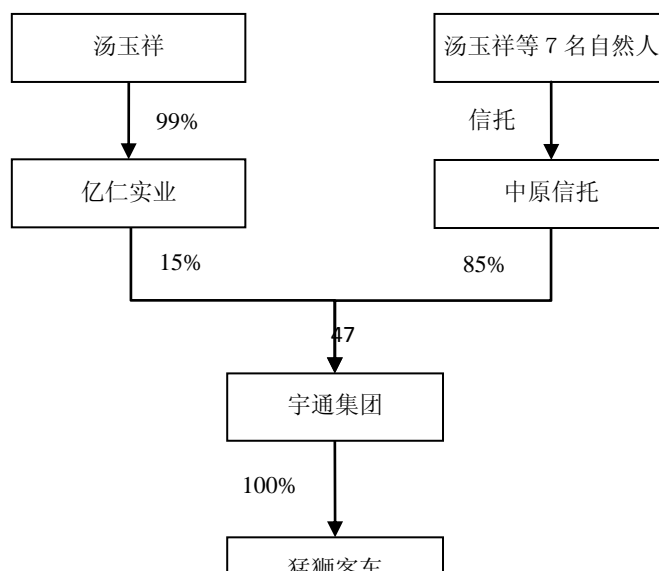 汤玉祥
汤玉祥等 7 名自然人
99%
信托
亿仁实业
中原信托
15%
85%
47
宇通集团
100%
猛狮客车